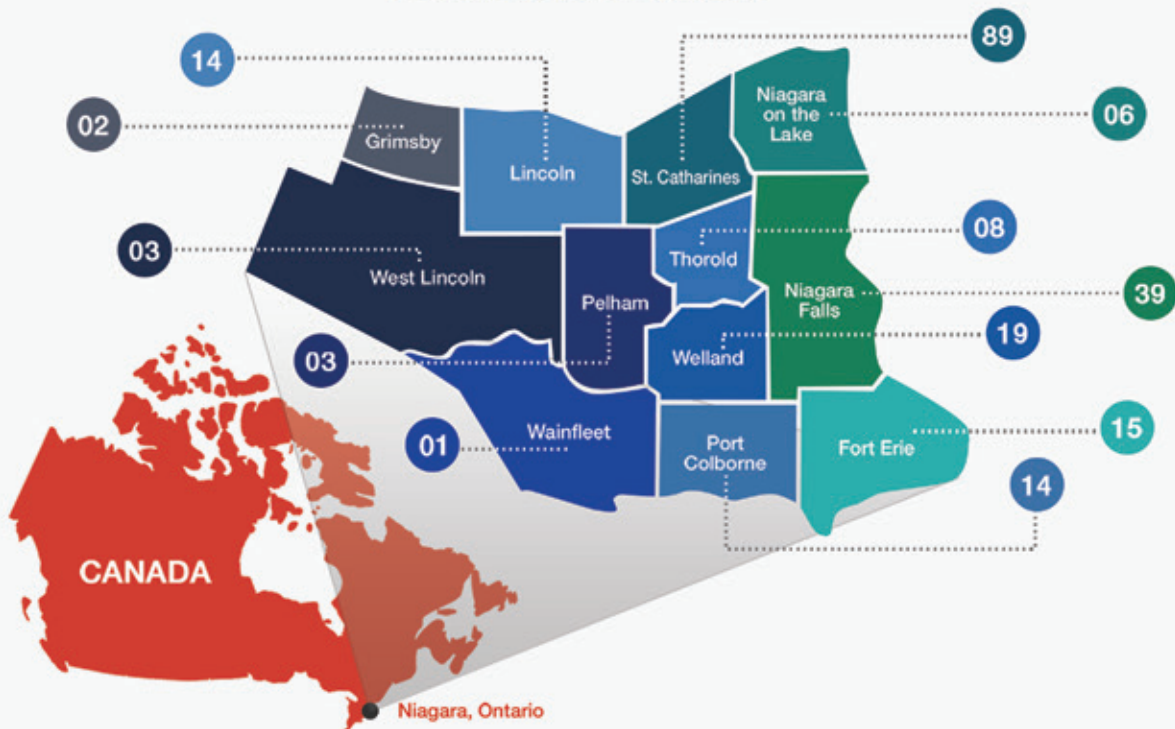 89
14
Niagara
on the
Lake
06
02
Grimsby
Lincoln
St. Catharines
03
West Lincoln
Thorold
08
Pelham
Niagara
Falls
39
03
Welland
19
01
Wainfleet
Port
Colborne
Fort Erie
15
14
CANADA
Niagara, Ontario